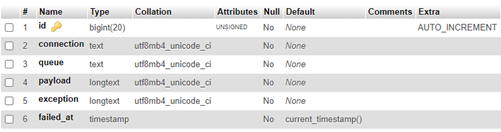 # Name Type Collation Attributes Null Default Comments Extra
1 id bigint(20) UNSIGNED No None AUTO_INCREMENT
2 connection text utf8mb4_unicode_ci No None
3 queue text utf8mb4_unicode_ci No None
4 payload longtext utf8mb4_unicode_ci No None
5 exception longtext utf8mb4_unicode_ci No None
6 failed_at timestamp No current_timestamp()